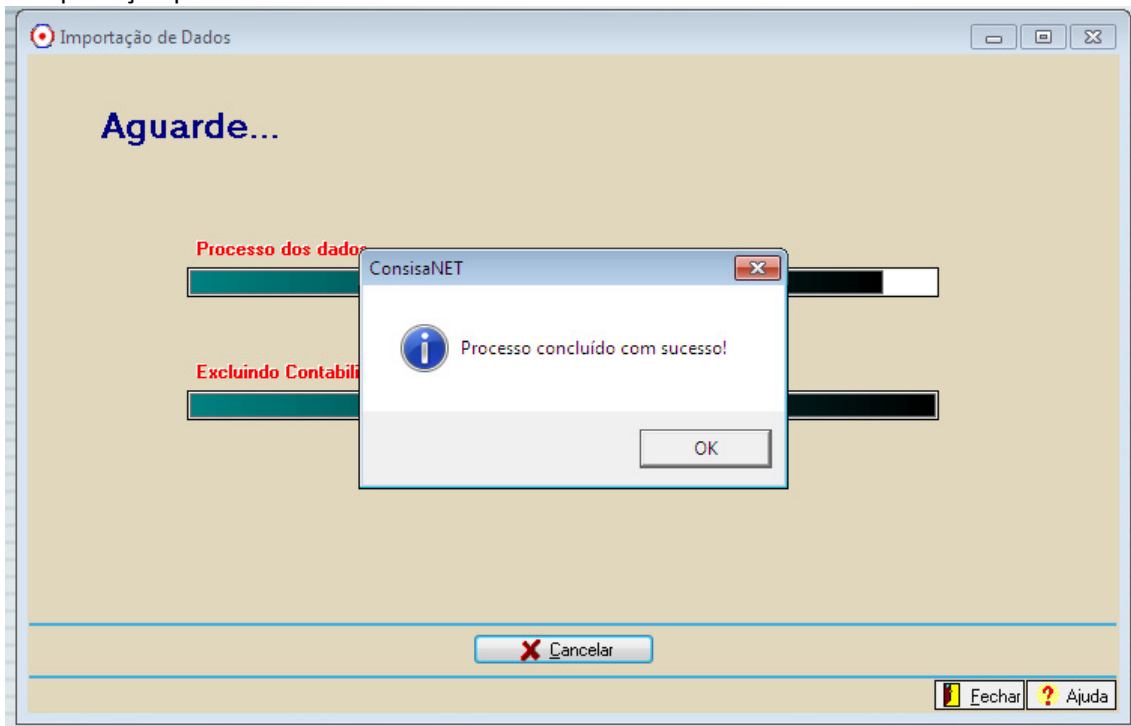 Importação de Dados
Aguarde...
Processo dos dados
ConsisaNET
Processo concluído com sucesso!
Excluindo Contabili
OK
Cancelar
Fechar
Ajuda